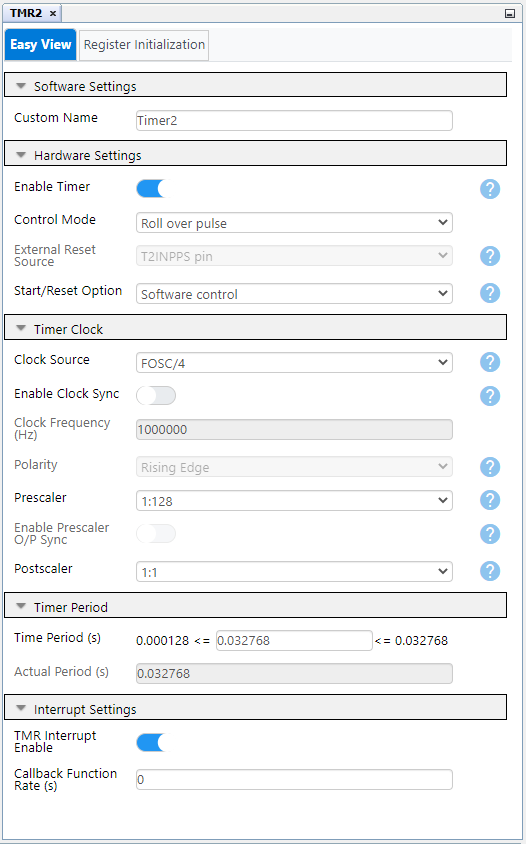 TMR2 ×
Easy View Register Initialization
Software Settings
Custom Name Timer2
Hardware Settings
Enable Timer ?
Control Mode Roll over pulse
External Reset
Source T2INPPS pin ?
Start/Reset Option Software control ?
Timer Clock
Clock Source FOSC/4 ?
Enable Clock Sync ?
Clock Frequency
(Hz) 1000000
Polarity Rising Edge ?
Prescaler 1:128 ?
Enable Prescaler
O/P Sync ?
Postscaler 1:1 ?
Timer Period
Time Period (s) 0.000128 <= 0.032768 <= 0.032768
Actual Period (s) 0.032768
Interrupt Settings
TMR Interrupt
Enable
Callback Function
Rate (s) 0